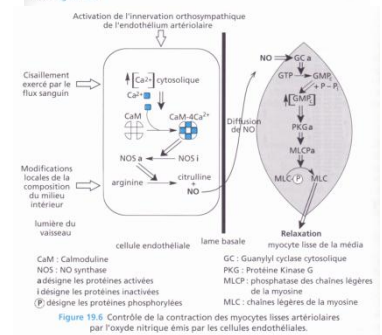 Activation de l'innervation orthosympathique
de l'endothélium artériolaire
Cisaillement
exercé par le
flux sanguin
[Ca2+] cytosolique
Ca2+
CaM
CaM-4Ca2+
NOS a
NOS i
arginine
citrulline
+
NO
Modifications
locales de la
composition
du milieu
intérieur
lumière du
vaisseau
cellule endothéliale
lame basale
Diffusion
de NO
NO
GC a
GTP
GMPc
+ P – Pi
[GMPc]
PKGa
MLCPa
MLC-P
MLC
Relaxation
myocyte lisse de la média
CaM : Calmoduline
NOS : NO synthase
a désigne les protéines activées
i désigne les protéines inactivées
P désigne les protéines phosphorylées
GC : Guanylyl cyclase cytosolique
PKG : Protéine Kinase G
MLCP : phosphatase des chaînes légères
de la myosine
MLC : chaînes légères de la myosine
Figure 19.6 Contrôle de la contraction des myocytes lisses artériolaires
par l'oxyde nitrique émis par les cellules endothéliales.